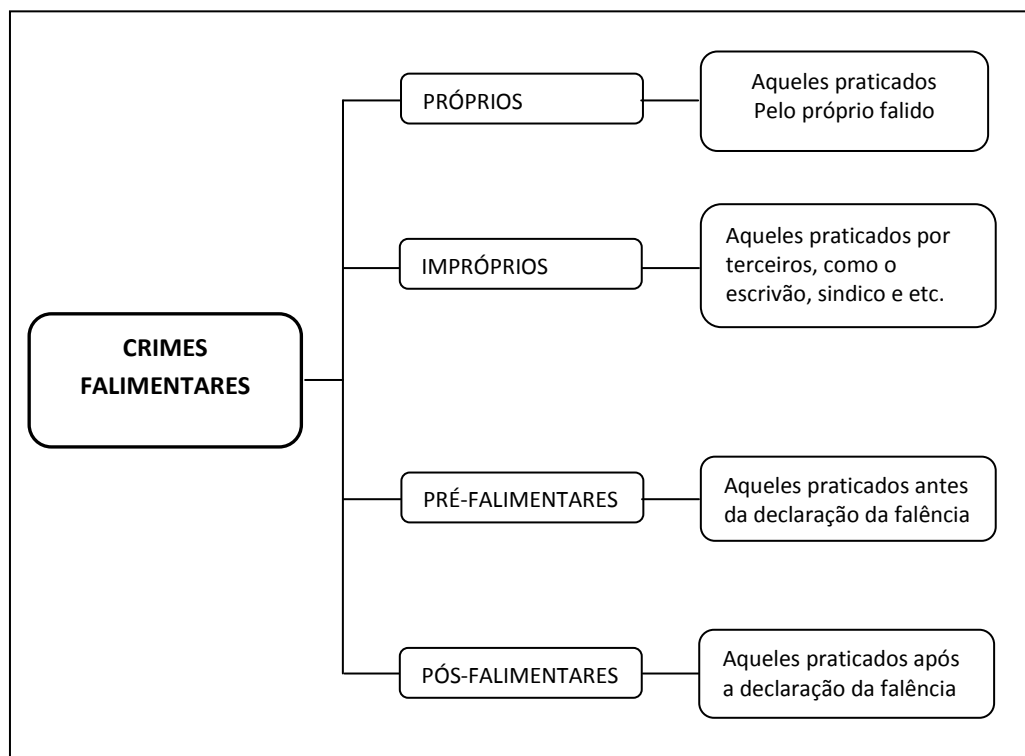 CRIMES
FALIMENTARES
PRÓPRIOS
Aqueles praticados
Pelo próprio falido
IMPRÓPRIOS
Aqueles praticados por
terceiros, como o
escrivão, sindico e etc.
PRÉ-FALIMENTARES
Aqueles praticados antes
da declaração da falência
PÓS-FALIMENTARES
Aqueles praticados após
a declaração da falência